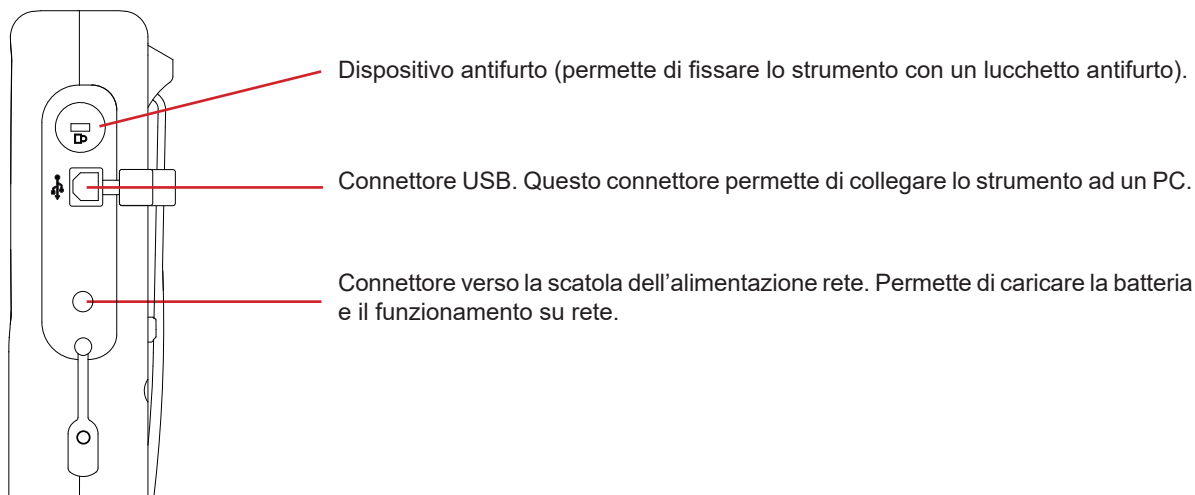 Dispositivo antifurto (permette di fissare lo strumento con un lucchetto antifurto).
Connettore USB. Questo connettore permette di collegare lo strumento ad un PC.
Connettore verso la scatola dell’alimentazione rete. Permette di caricare la batteria
e il funzionamento su rete.